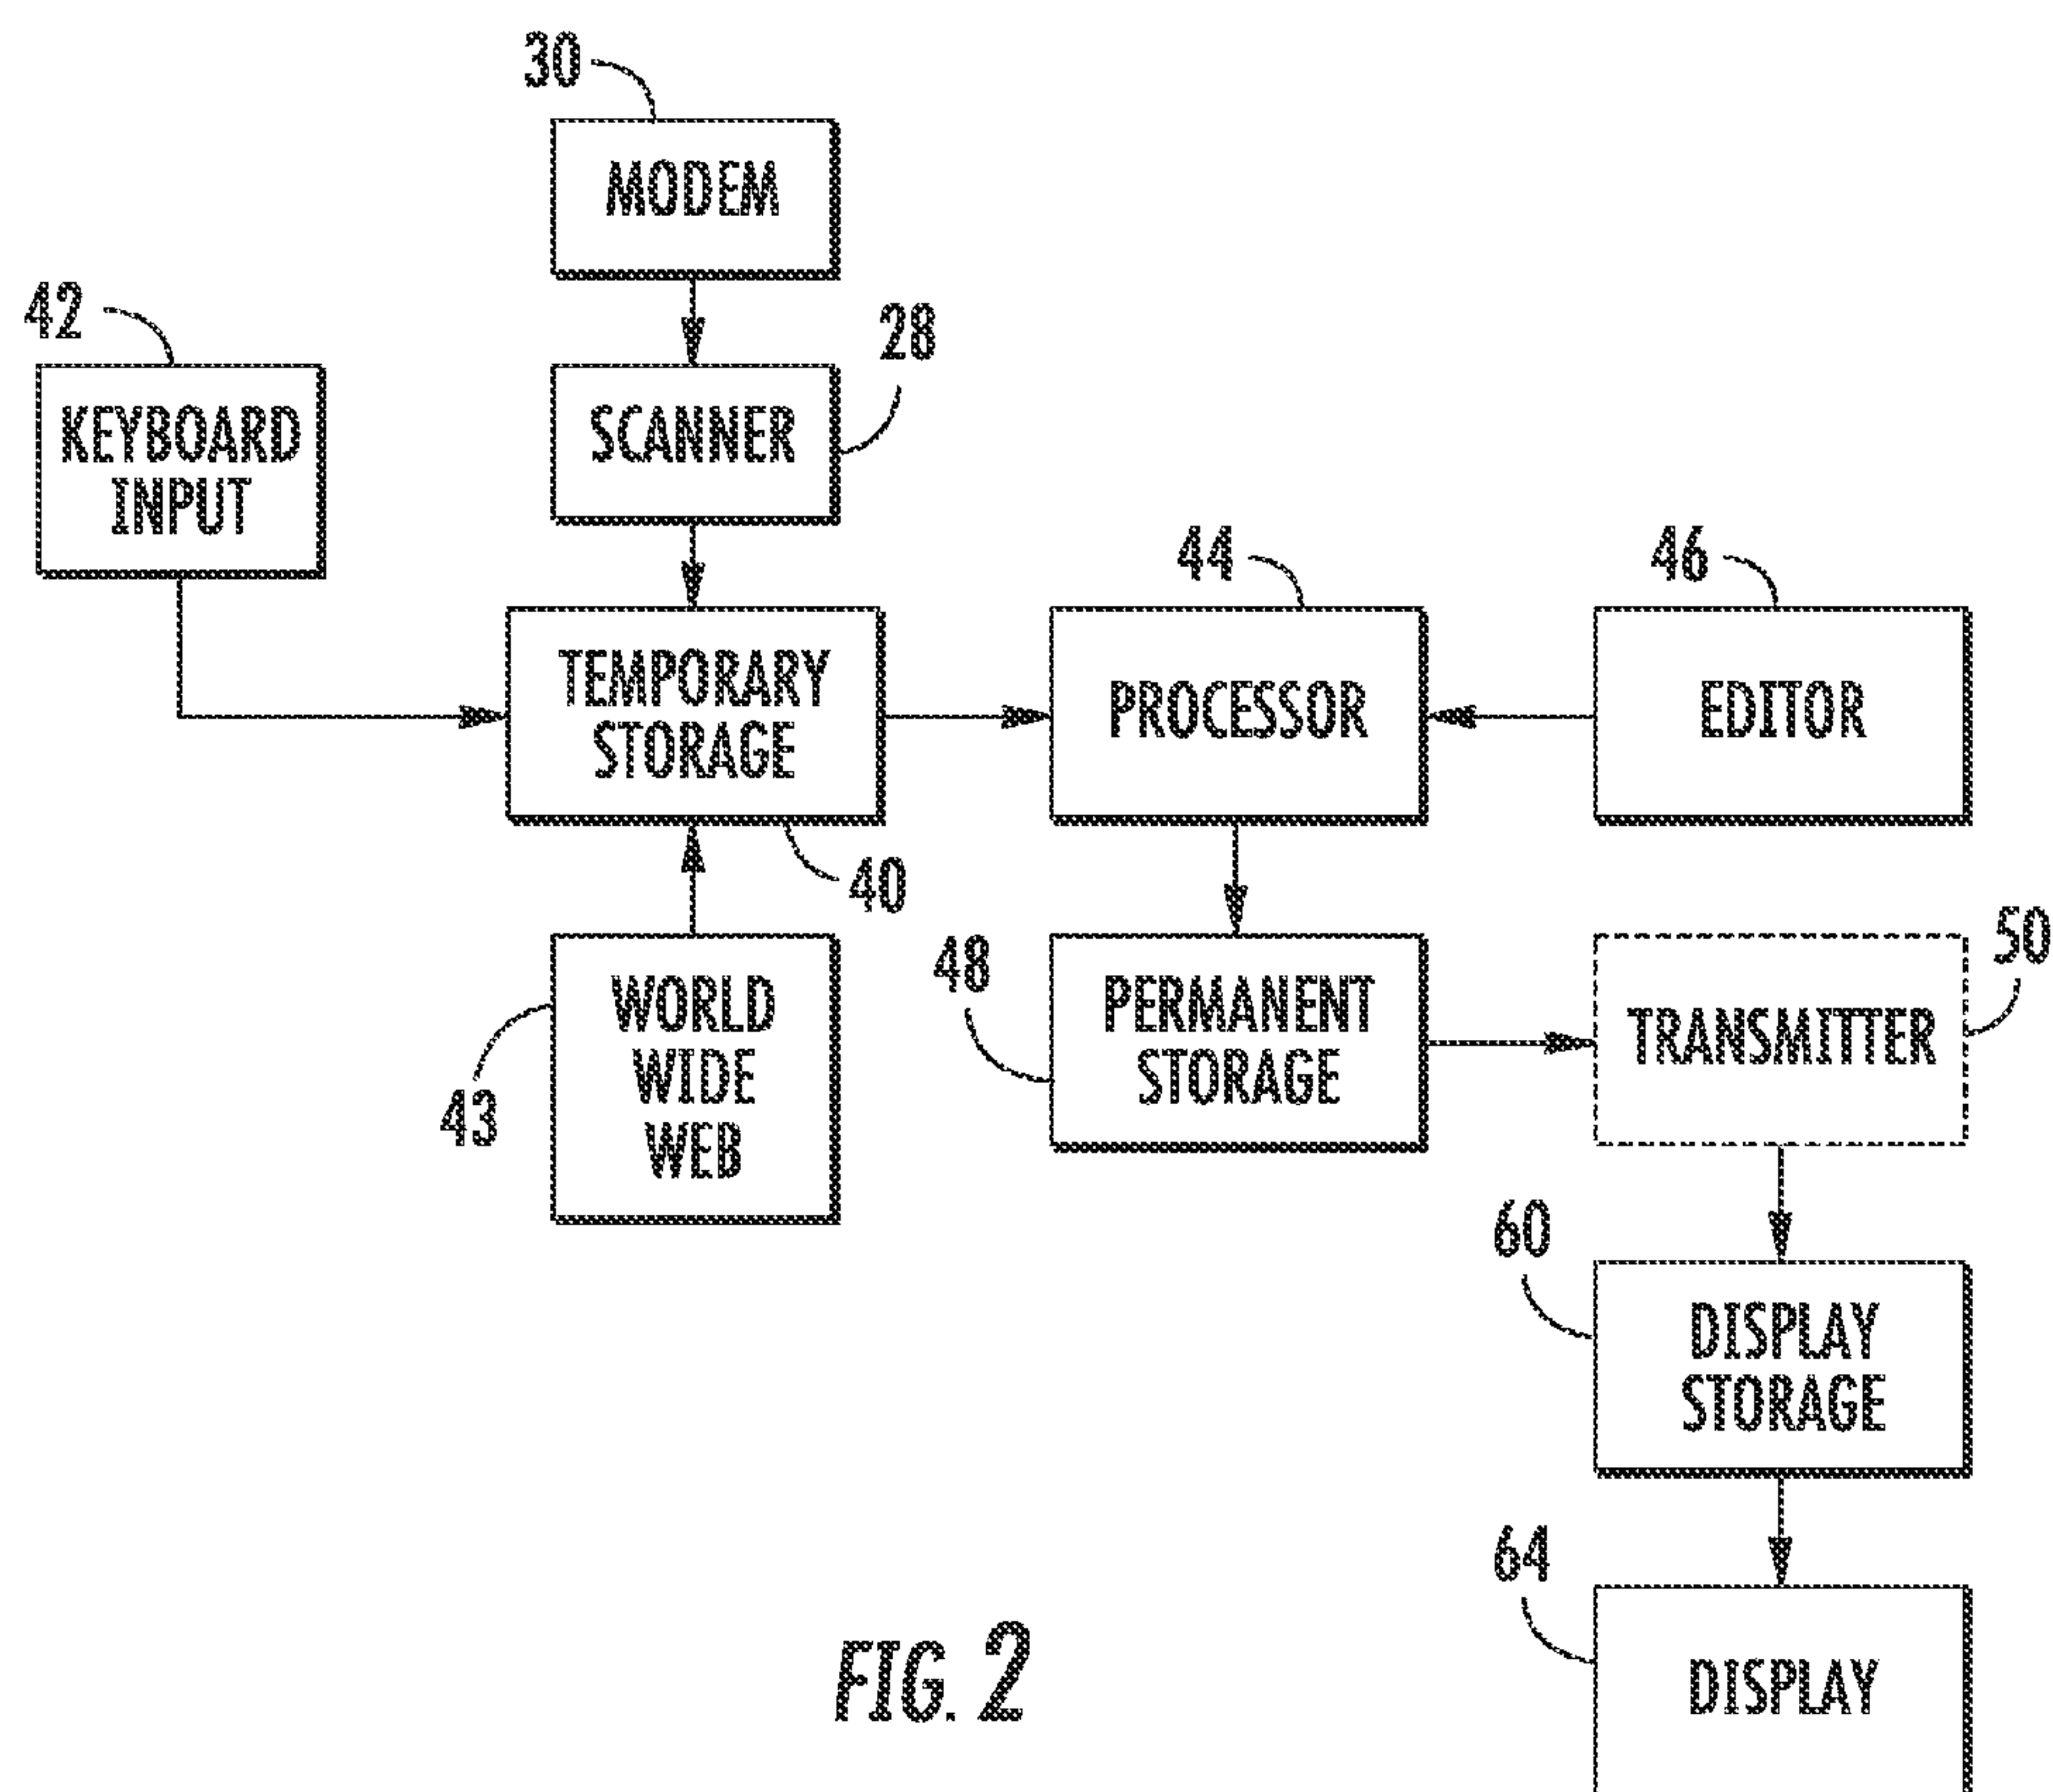 30
MODEM
42
28
KEYBOARD
INPUT
SCANNER
44
46
TEMPORARY
STORAGE
PROCESSOR
EDITOR
40
48
50
WORLD
WIDE
WEB
43
PERMANENT
STORAGE
TRANSMITTER
60
DISPLAY
STORAGE
64
DISPLAY
FIG. 2